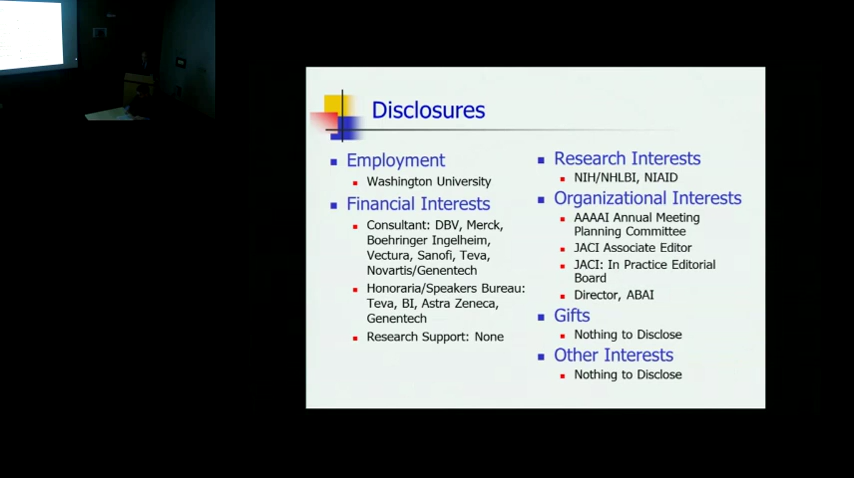 Disclosures
Employment
Washington University
Financial Interests
Consultant: DBV, Merck,
Boehringer Ingelheim,
Vectura, Sanofi, Teva,
Novartis/Genentech
Honoraria/Speakers Bureau:
Teva, BI, Astra Zeneca,
Genentech
Research Support: None
Research Interests
NIH/NHLBI, NIAID
Organizational Interests
AAAAI Annual Meeting
Planning Committee
JACI Associate Editor
JACI: In Practice Editorial
Board
Director, ABAI
Gifts
Nothing to Disclose
Other Interests
Nothing to Disclose